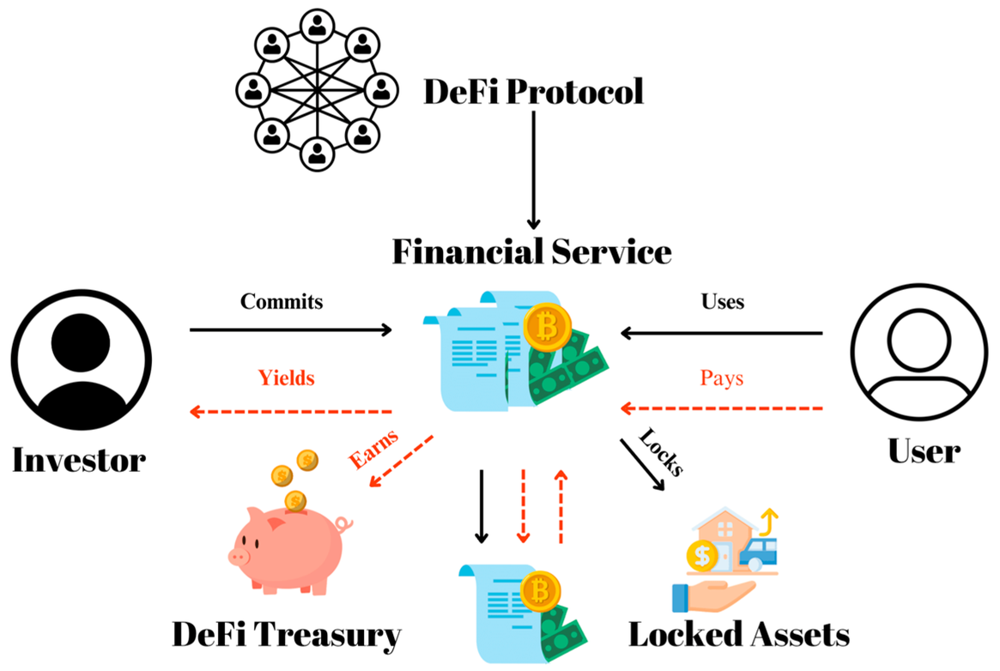 DeFi Protocol
Financial Service
Commits
Uses
Yields
Pays
Investor
Earns
Locks
User
DeFi Treasury
Locked Assets